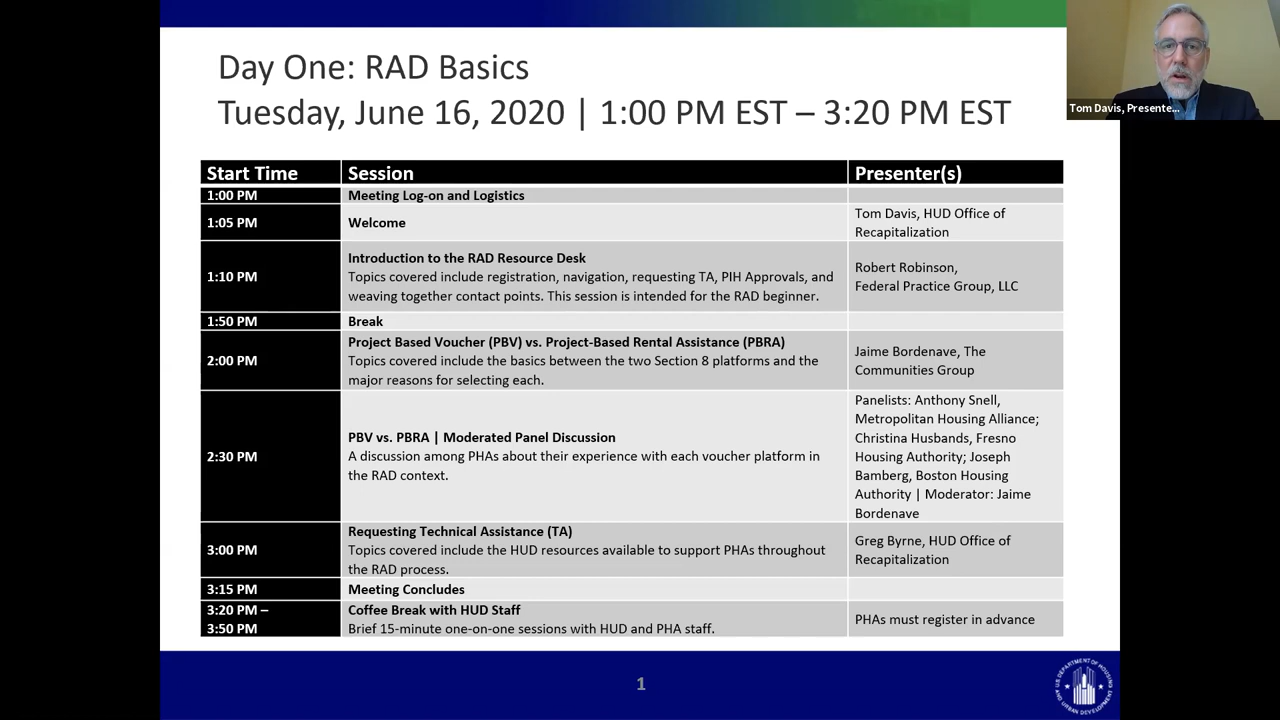 Day One: RAD Basics
Tuesday, June 16, 2020 | 1:00 PM EST – 3:20 PM EST
Tom Davis, Presente...
Start Time
Session
Presenter(s)
1:00 PM
Meeting Log-on and Logistics
1:05 PM
Welcome
Tom Davis, HUD Office of
Recapitalization
1:10 PM
Introduction to the RAD Resource Desk
Topics covered include registration, navigation, requesting TA, PIH Approvals, and
weaving together contact points. This session is intended for the RAD beginner.
Robert Robinson,
Federal Practice Group, LLC
1:50 PM
Break
2:00 PM
Project Based Voucher (PBV) vs. Project-Based Rental Assistance (PBRA)
Topics covered include the basics between the two Section 8 platforms and the
major reasons for selecting each.
Jaime Bordenave, The
Communities Group
2:30 PM
PBV vs. PBRA | Moderated Panel Discussion
A discussion among PHAs about their experience with each voucher platform in
the RAD context.
Panelists: Anthony Snell,
Metropolitan Housing Alliance;
Christina Husbands, Fresno
Housing Authority; Joseph
Bamberg, Boston Housing
Authority | Moderator: Jaime
Bordenave
3:00 PM
Requesting Technical Assistance (TA)
Topics covered include the HUD resources available to support PHAs throughout
the RAD process.
Greg Byrne, HUD Office of
Recapitalization
3:15 PM
Meeting Concludes
3:20 PM –
3:50 PM
Coffee Break with HUD Staff
Brief 15-minute one-on-one sessions with HUD and PHA staff.
PHAs must register in advance
1
U.S. DEPARTMENT OF HOUSING
AND URBAN DEVELOPMENT